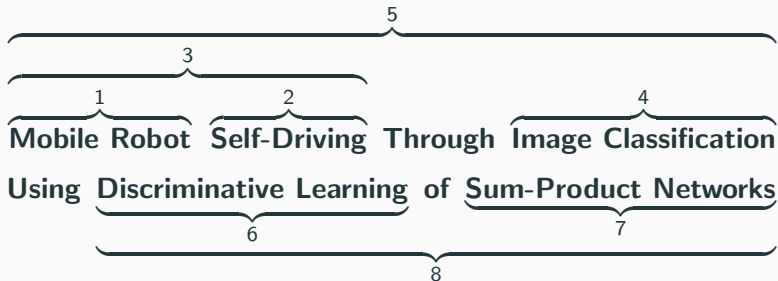 5
3
1 2 4
Mobile Robot Self-Driving Through Image Classification
Using Discriminative Learning of Sum-Product Networks
6 7
8